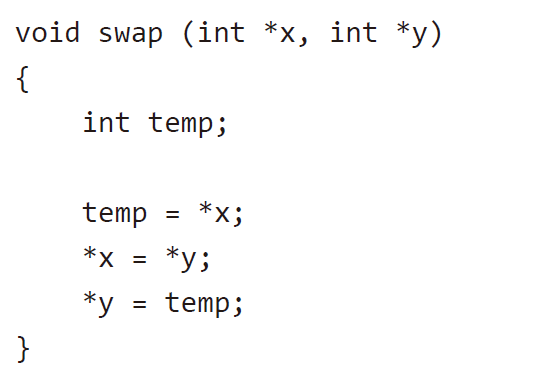 void swap (int *x, int *y)
{
    int temp;

    temp = *x;
    *x = *y;
    *y = temp;
}